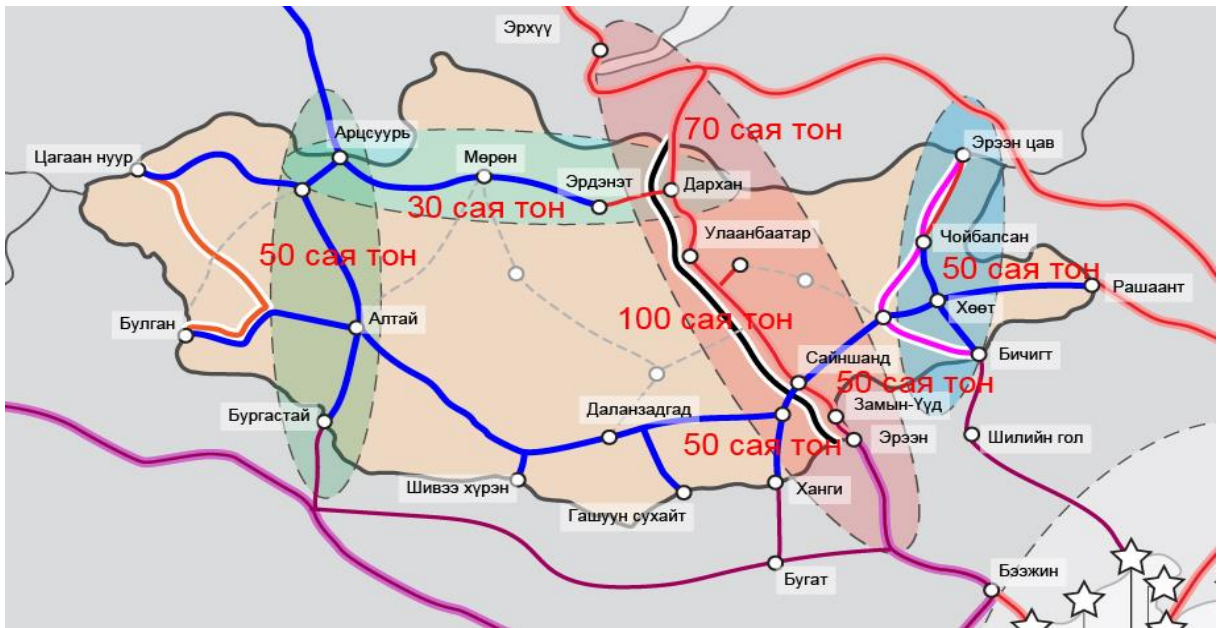 Эрхүү
70 сая тон
Арцсуурь
Эрээн цав
Цагаан нуур
Мөрөн
Эрдэнэт
Дархан
30 сая тон
Улаанбаатар
Чойбалсан
50 сая тон
50 сая тон
Рашаант
Хөөт
Булган
Алтай
100 сая тон
Бичигт
Сайншанд
50 сая тон
Замын-Үүд
Бургастай
Даланзадгад
50 сая тон
Эрээн
Шилийн гол
Шивээ хүрэн
Гашуун сухайт
Ханги
Бугат
Бээжин